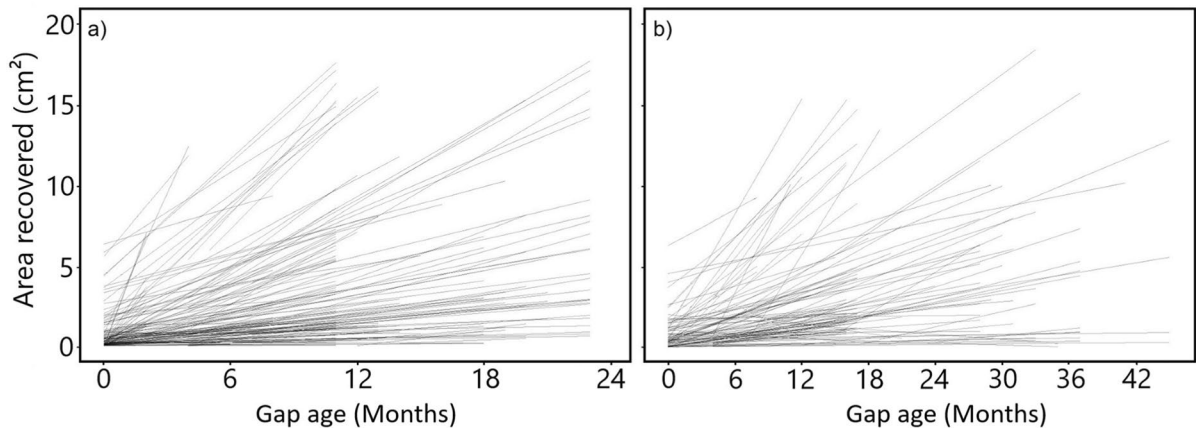 a)
b)
Area recovered (cm²)
20
15
10
5
0
0 6 12 18 24
0 6 12 18 24 30 36 42
Gap age (Months)
Gap age (Months)